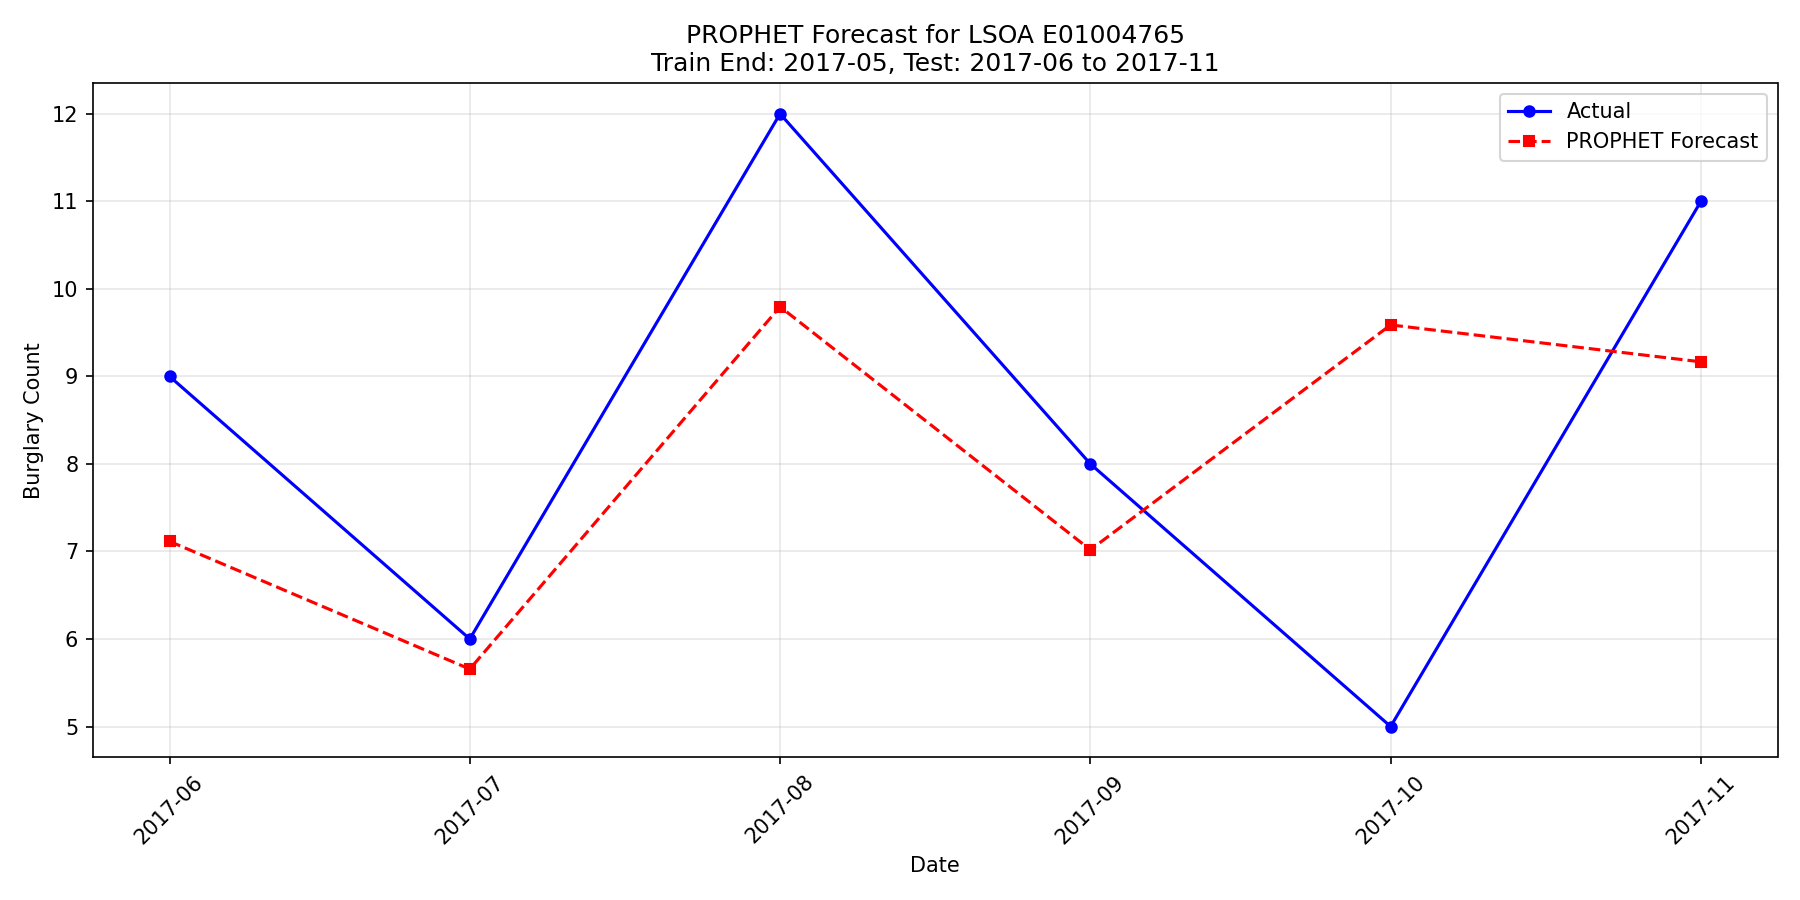 PROPHET Forecast for LSOA E01004765
Train End: 2017-05, Test: 2017-06 to 2017-11
Actual
PROPHET Forecast
Burglary Count
12
11
10
9
8
7
6
5
2017-06
2017-07
2017-08
2017-09
2017-10
2017-11
Date